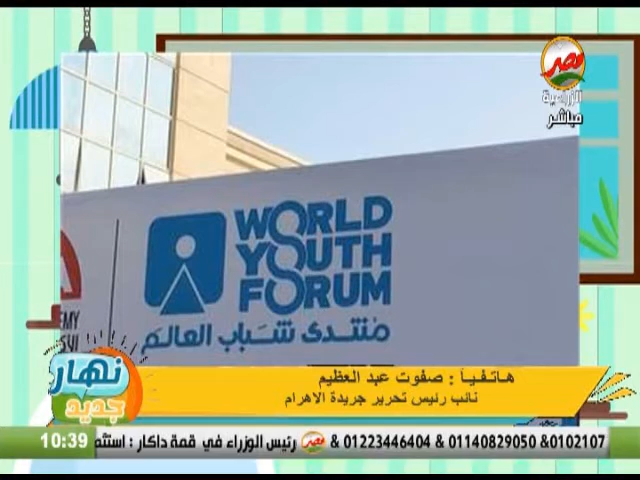 مصر
الزراعية
مباشر
WORLD
YOUTH
FORUM
منتدى شباب العالم
نهار
جديد
هاتفياً : صفوت عبد العظيم
نائب رئيس تحرير جريدة الاهرام
10:39
رئيس الوزراء في قمة داكار : استثم
01223446404 & 01140829050 & 0102107